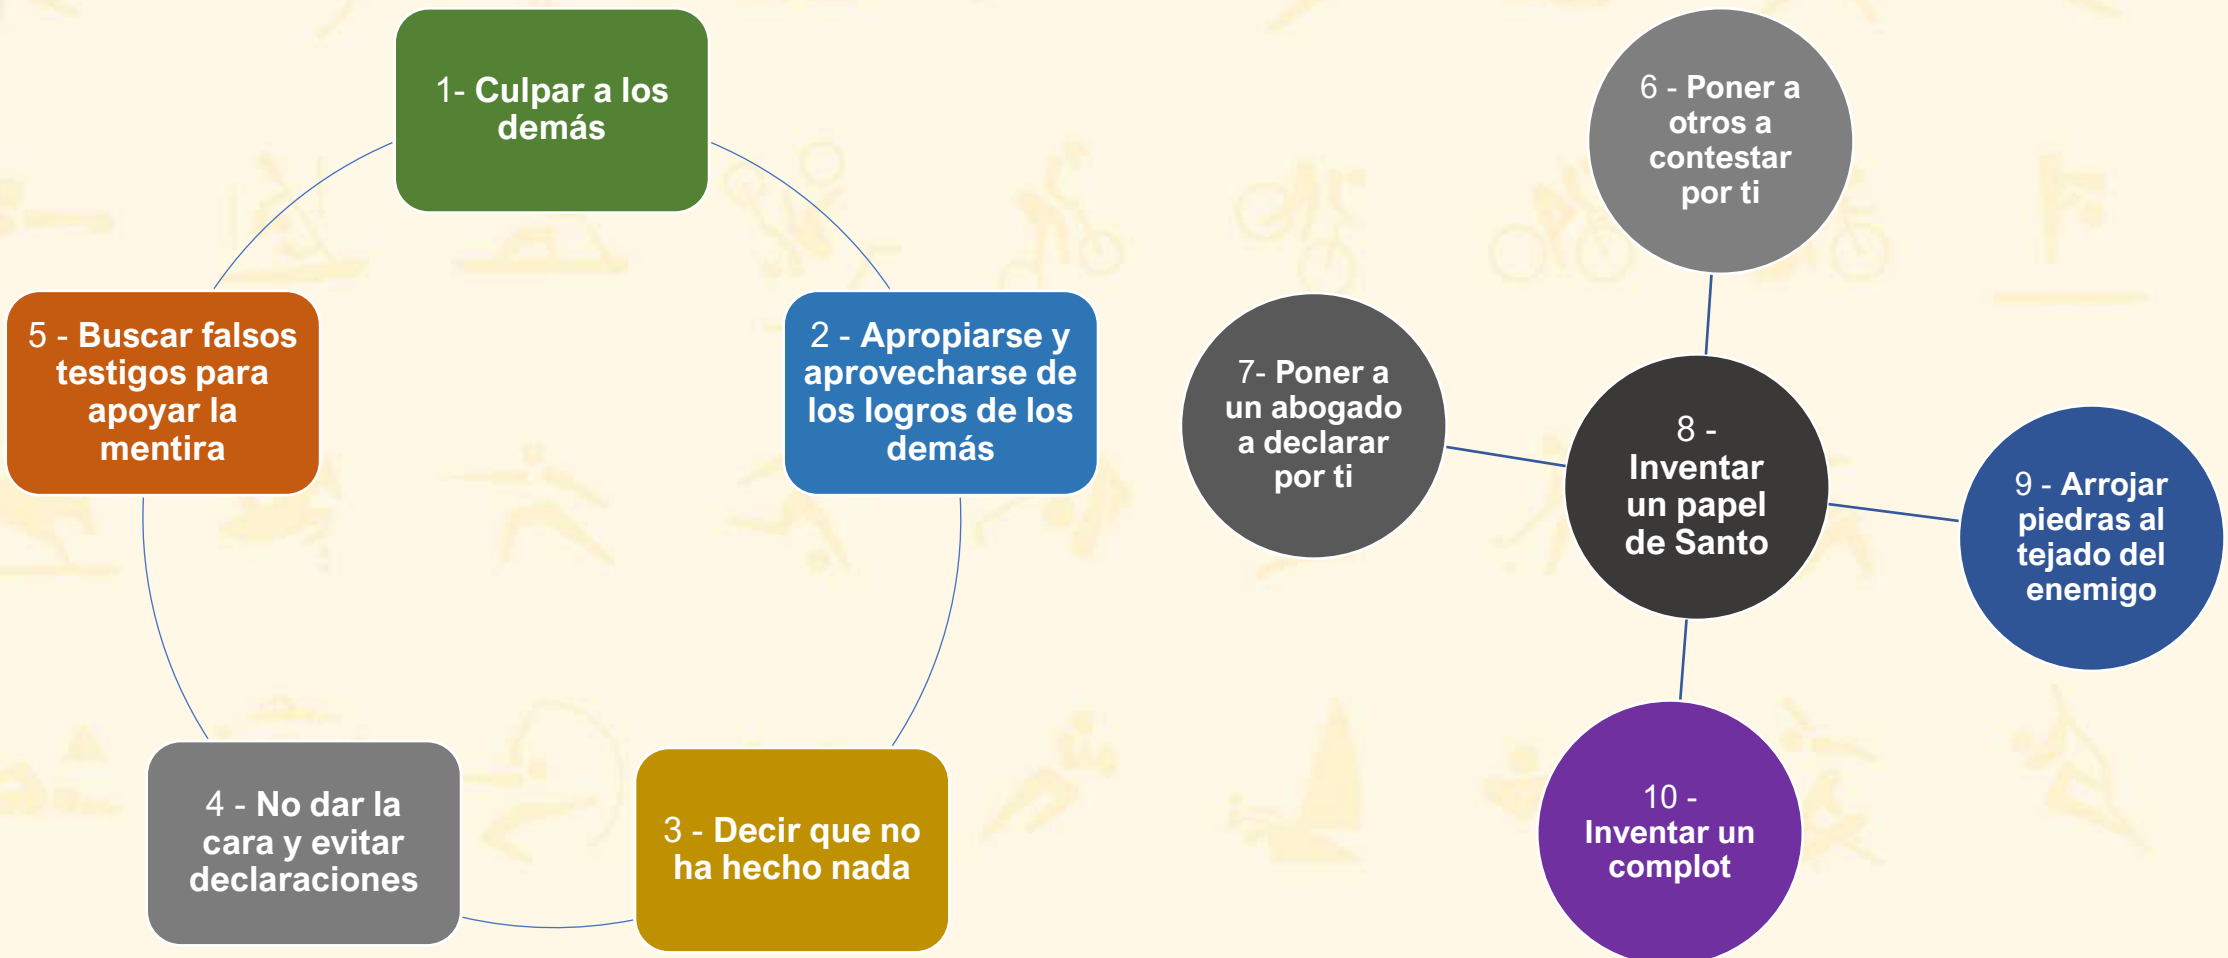 1- Culpar a los
demás
2 - Apropiarse y
aprovecharse de
los logros de los
demás
3 - Decir que no
ha hecho nada
4 - No dar la
cara y evitar
declaraciones
5 - Buscar falsos
testigos para
apoyar la
mentira
6 - Poner a
otros a
contestar
por ti
7- Poner a
un abogado
a declarar
por ti
8 -
Inventar
un papel
de Santo
9 - Arrojar
piedras al
tejado del
enemigo
10 -
Inventar un
complot